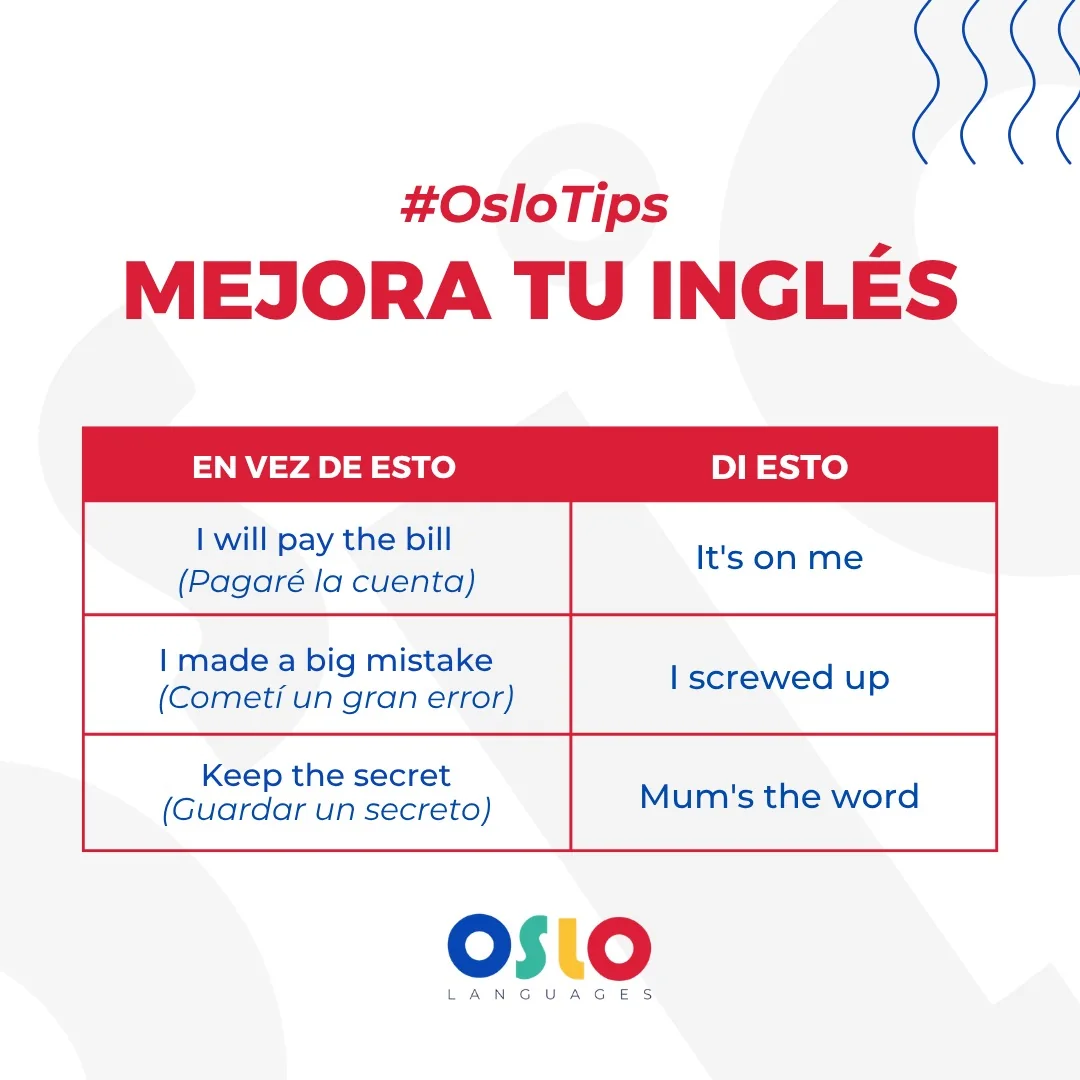 #OsloTips
MEJORA TU INGLÉS
EN VEZ DE ESTO
DI ESTO
I will pay the bill
(Pagaré la cuenta)
It's on me
I made a big mistake
(Cometí un gran error)
I screwed up
Keep the secret
(Guardar un secreto)
Mum's the word
OSLO
LANGUAGES